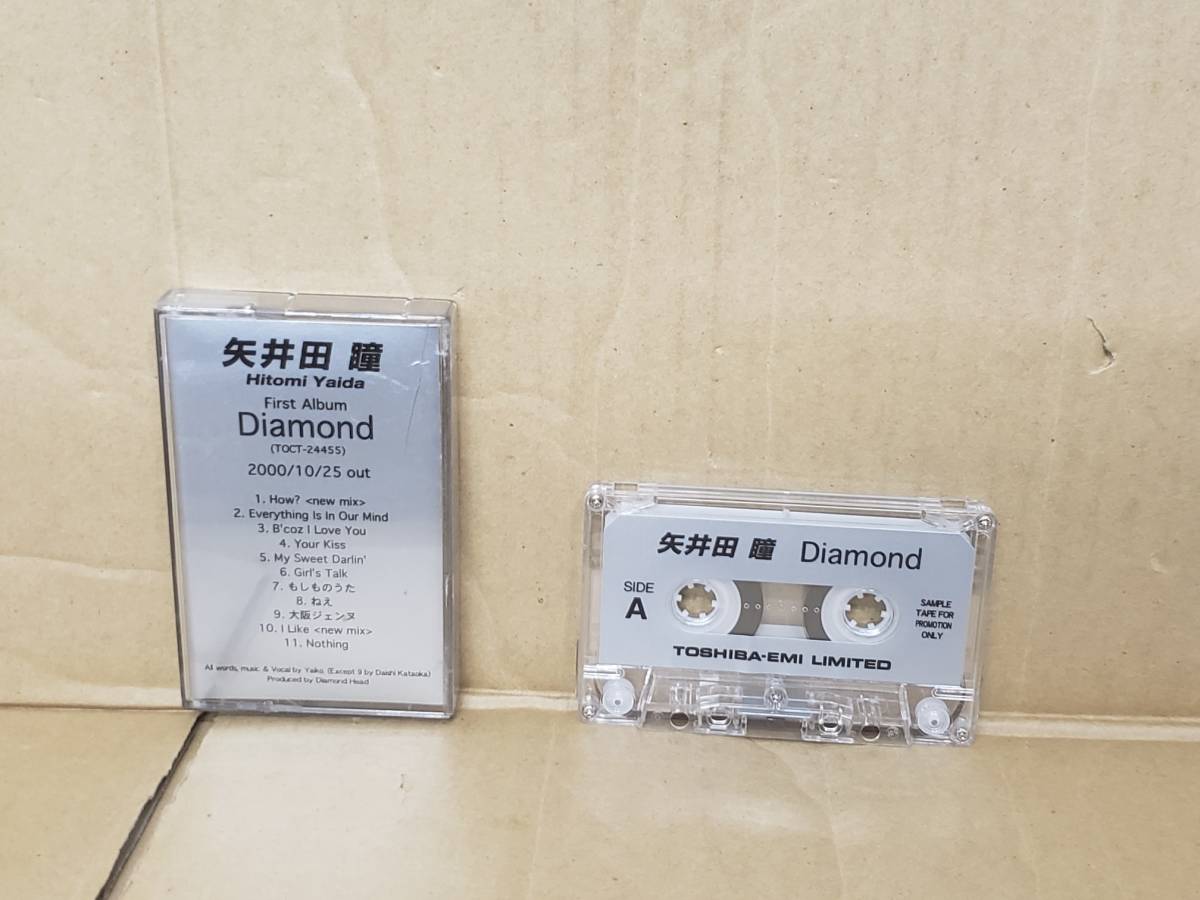 矢井田 瞳
Hitomi Yaida
First Album
Diamond
(TOCT-24455)
2000/10/25 out
1. How? <new mix>
2. Everything Is In Our Mind
3. B'coz I Love You
4. Your Kiss
5. My Sweet Darlin'
6. Girl's Talk
7. もしものうた
8. ねえ
9. 大阪ジェンヌ
10. I Like <new mix>
11. Nothing
All words, music & Vocal by Yaiko. (Except 9 by Daishi Kataoka)
Produced by Diamond Head
矢井田 瞳 Diamond
SIDE
A
SAMPLE
TAPE FOR
PROMOTION
ONLY
TOSHIBA-EMI LIMITED